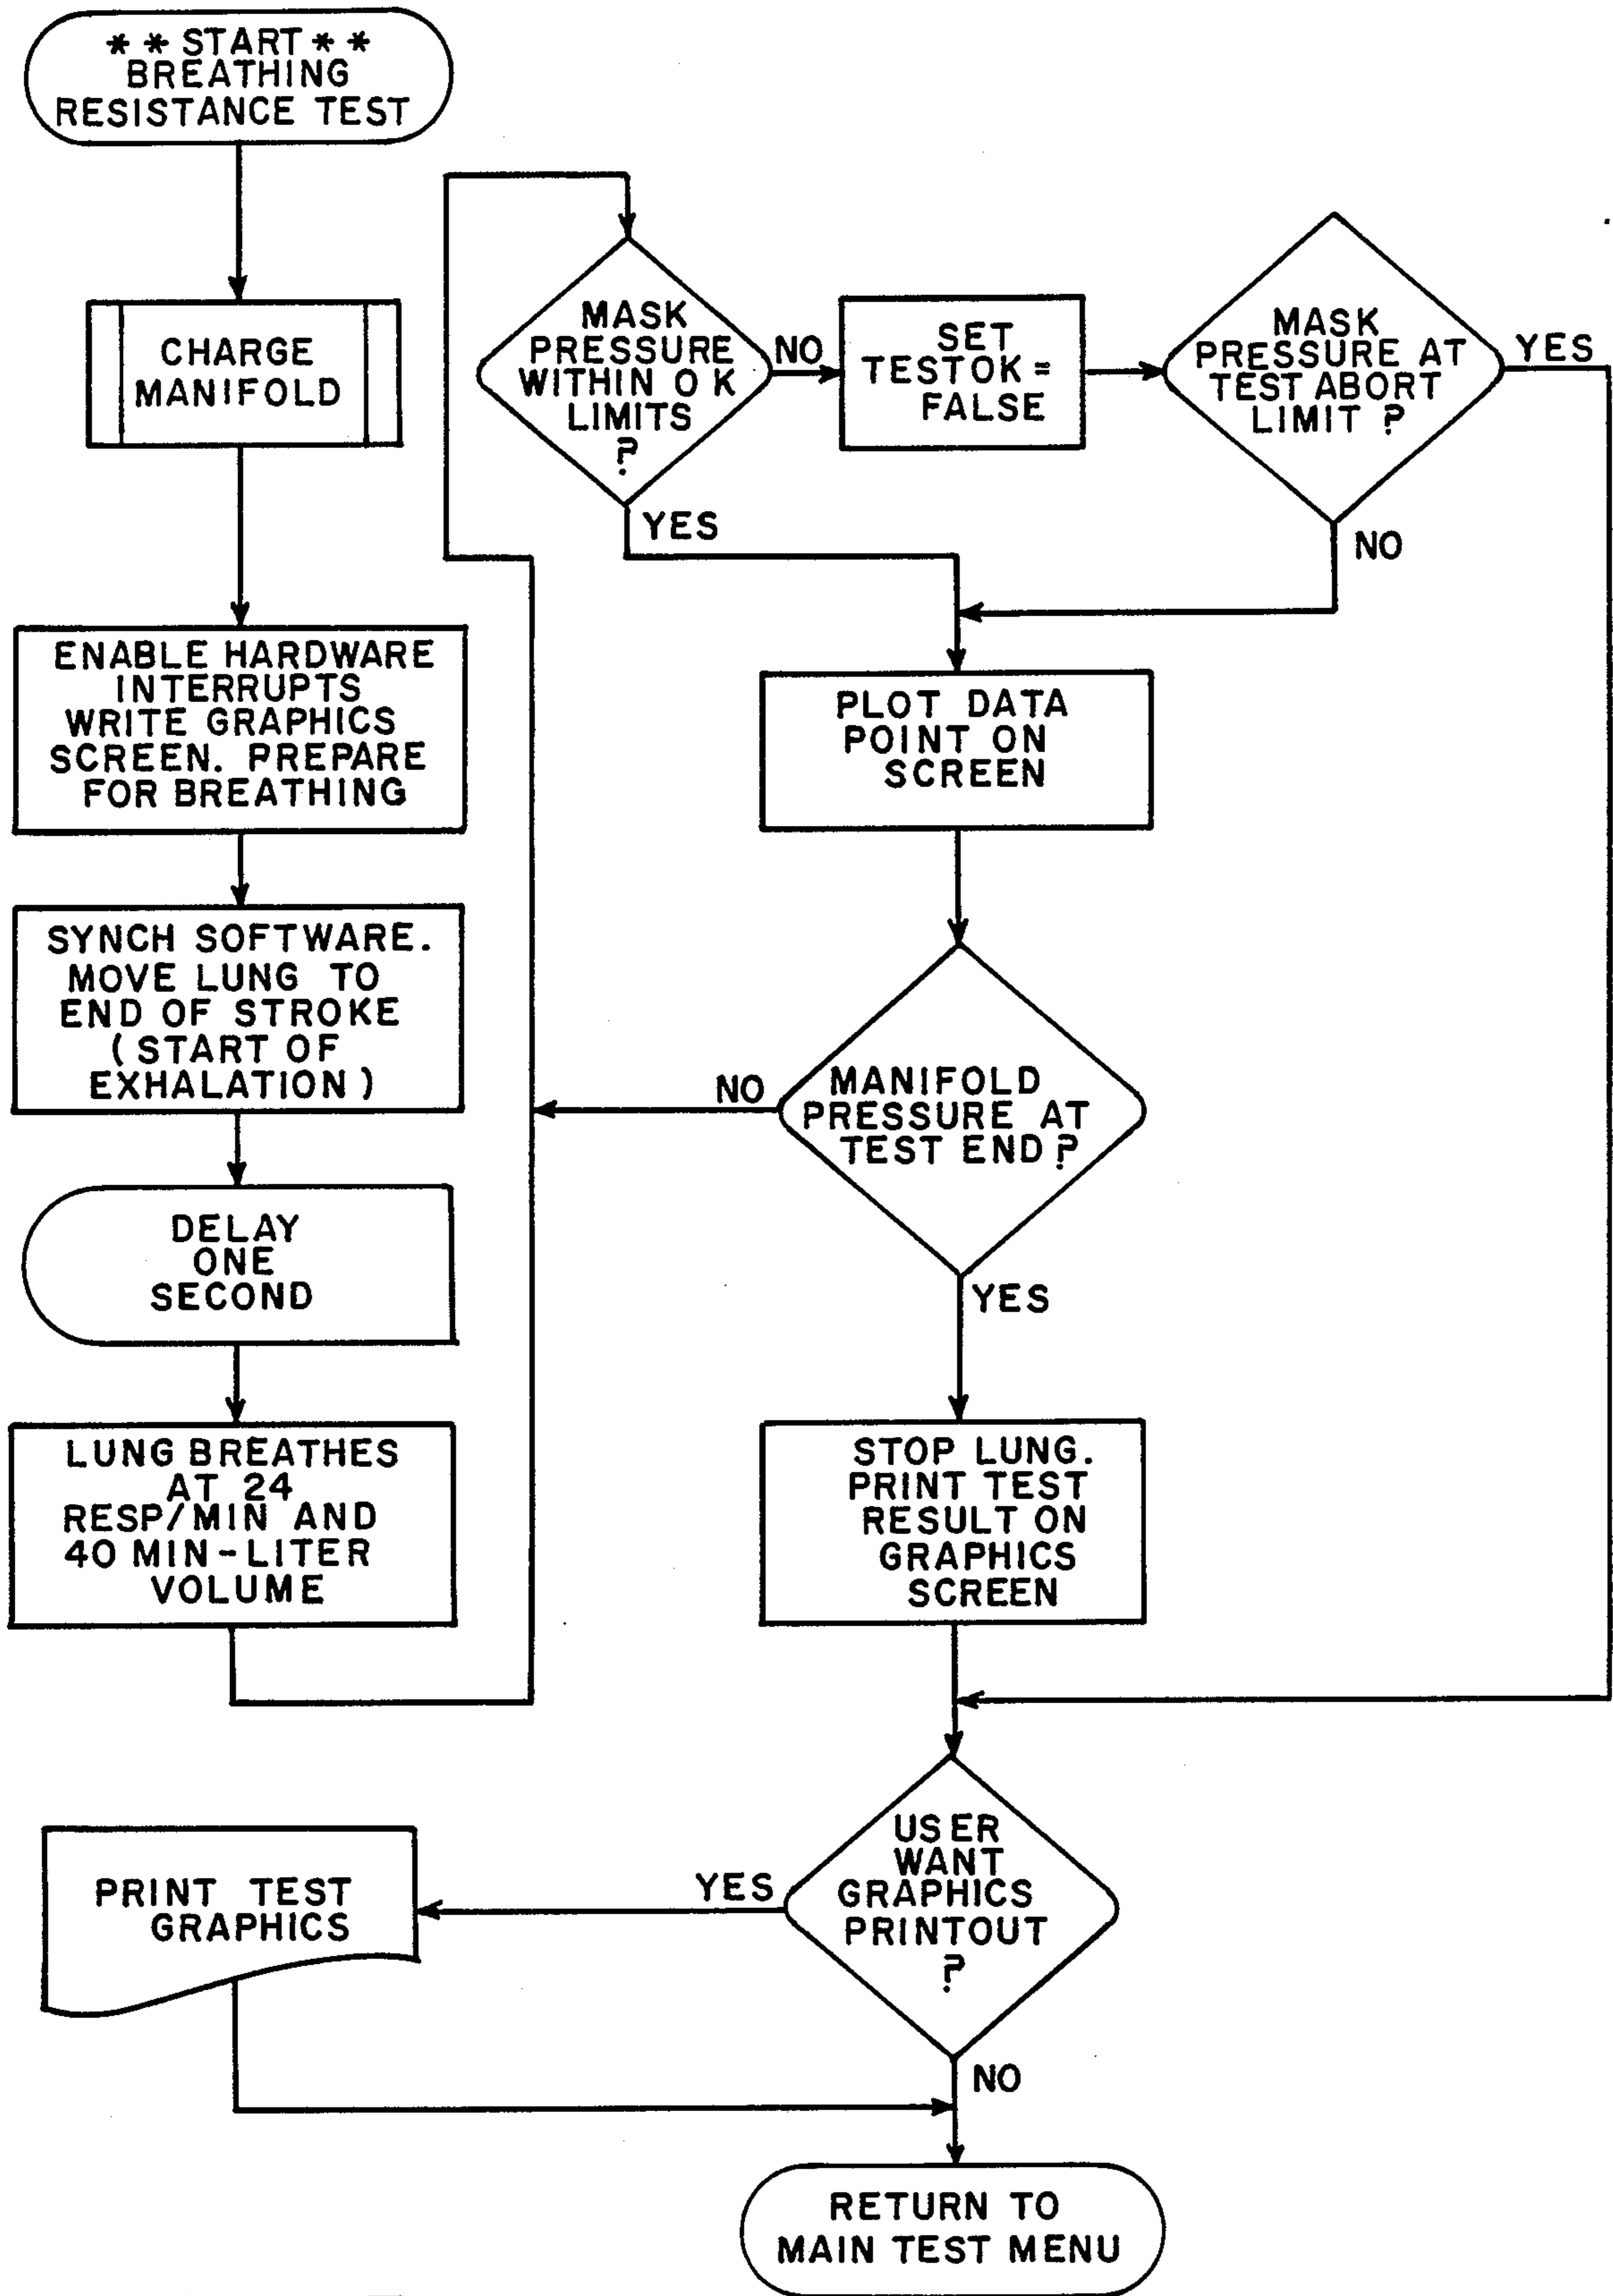 * * START * *
BREATHING
RESISTANCE TEST
CHARGE
MANIFOLD
ENABLE HARDWARE
INTERRUPTS
WRITE GRAPHICS
SCREEN. PREPARE
FOR BREATHING
SYNCH SOFTWARE.
MOVE LUNG TO
END OF STROKE
(START OF
EXHALATION)
DELAY
ONE
SECOND
LUNG BREATHES
AT 24
RESP/MIN AND
40 MIN-LITER
VOLUME
MASK
PRESSURE
WITHIN OK
LIMITS
?
NO
YES
SET
TESTOK =
FALSE
MASK
PRESSURE AT
TEST ABORT
LIMIT ?
YES
NO
PLOT DATA
POINT ON
SCREEN
MANIFOLD
PRESSURE AT
TEST END ?
NO
YES
STOP LUNG.
PRINT TEST
RESULT ON
GRAPHICS
SCREEN
USER
WANT
GRAPHICS
PRINTOUT
?
YES
NO
PRINT TEST
GRAPHICS
RETURN TO
MAIN TEST MENU